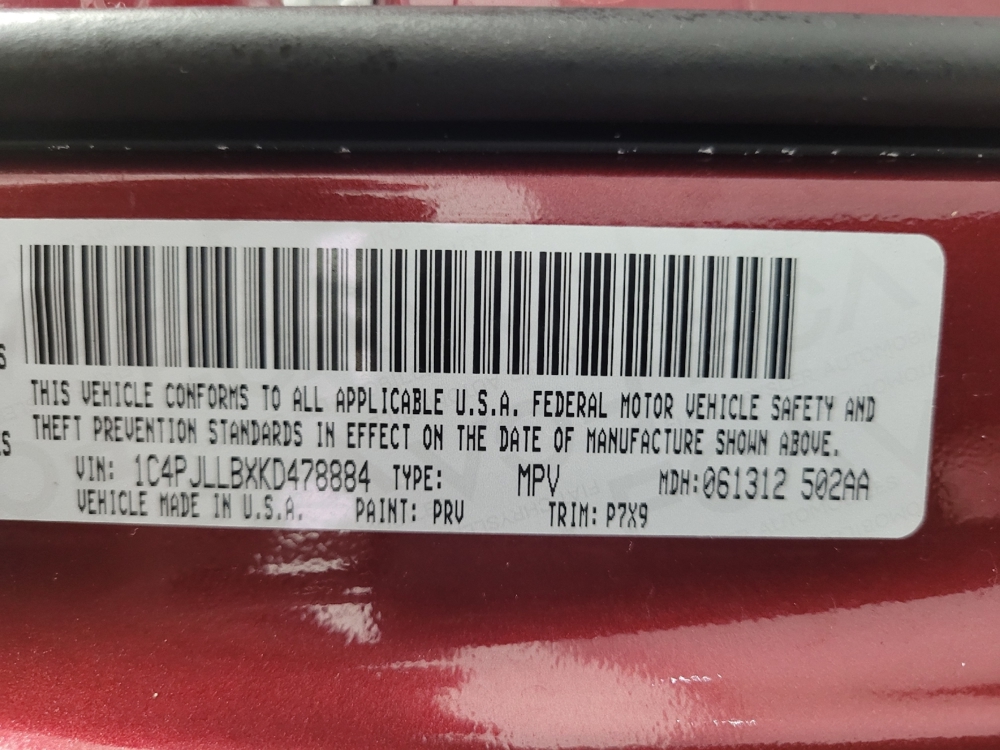 THIS VEHICLE CONFORMS TO ALL APPLICABLE U.S.A. FEDERAL MOTOR VEHICLE SAFETY AND
THEFT PREVENTION STANDARDS IN EFFECT ON THE DATE OF MANUFACTURE SHOWN ABOVE.
VIN: 1C4PJLLBXKD478884 TYPE: MPV MDH: 061312 502AA
VEHICLE MADE IN U.S.A. PAINT: PRV TRIM: P7X9